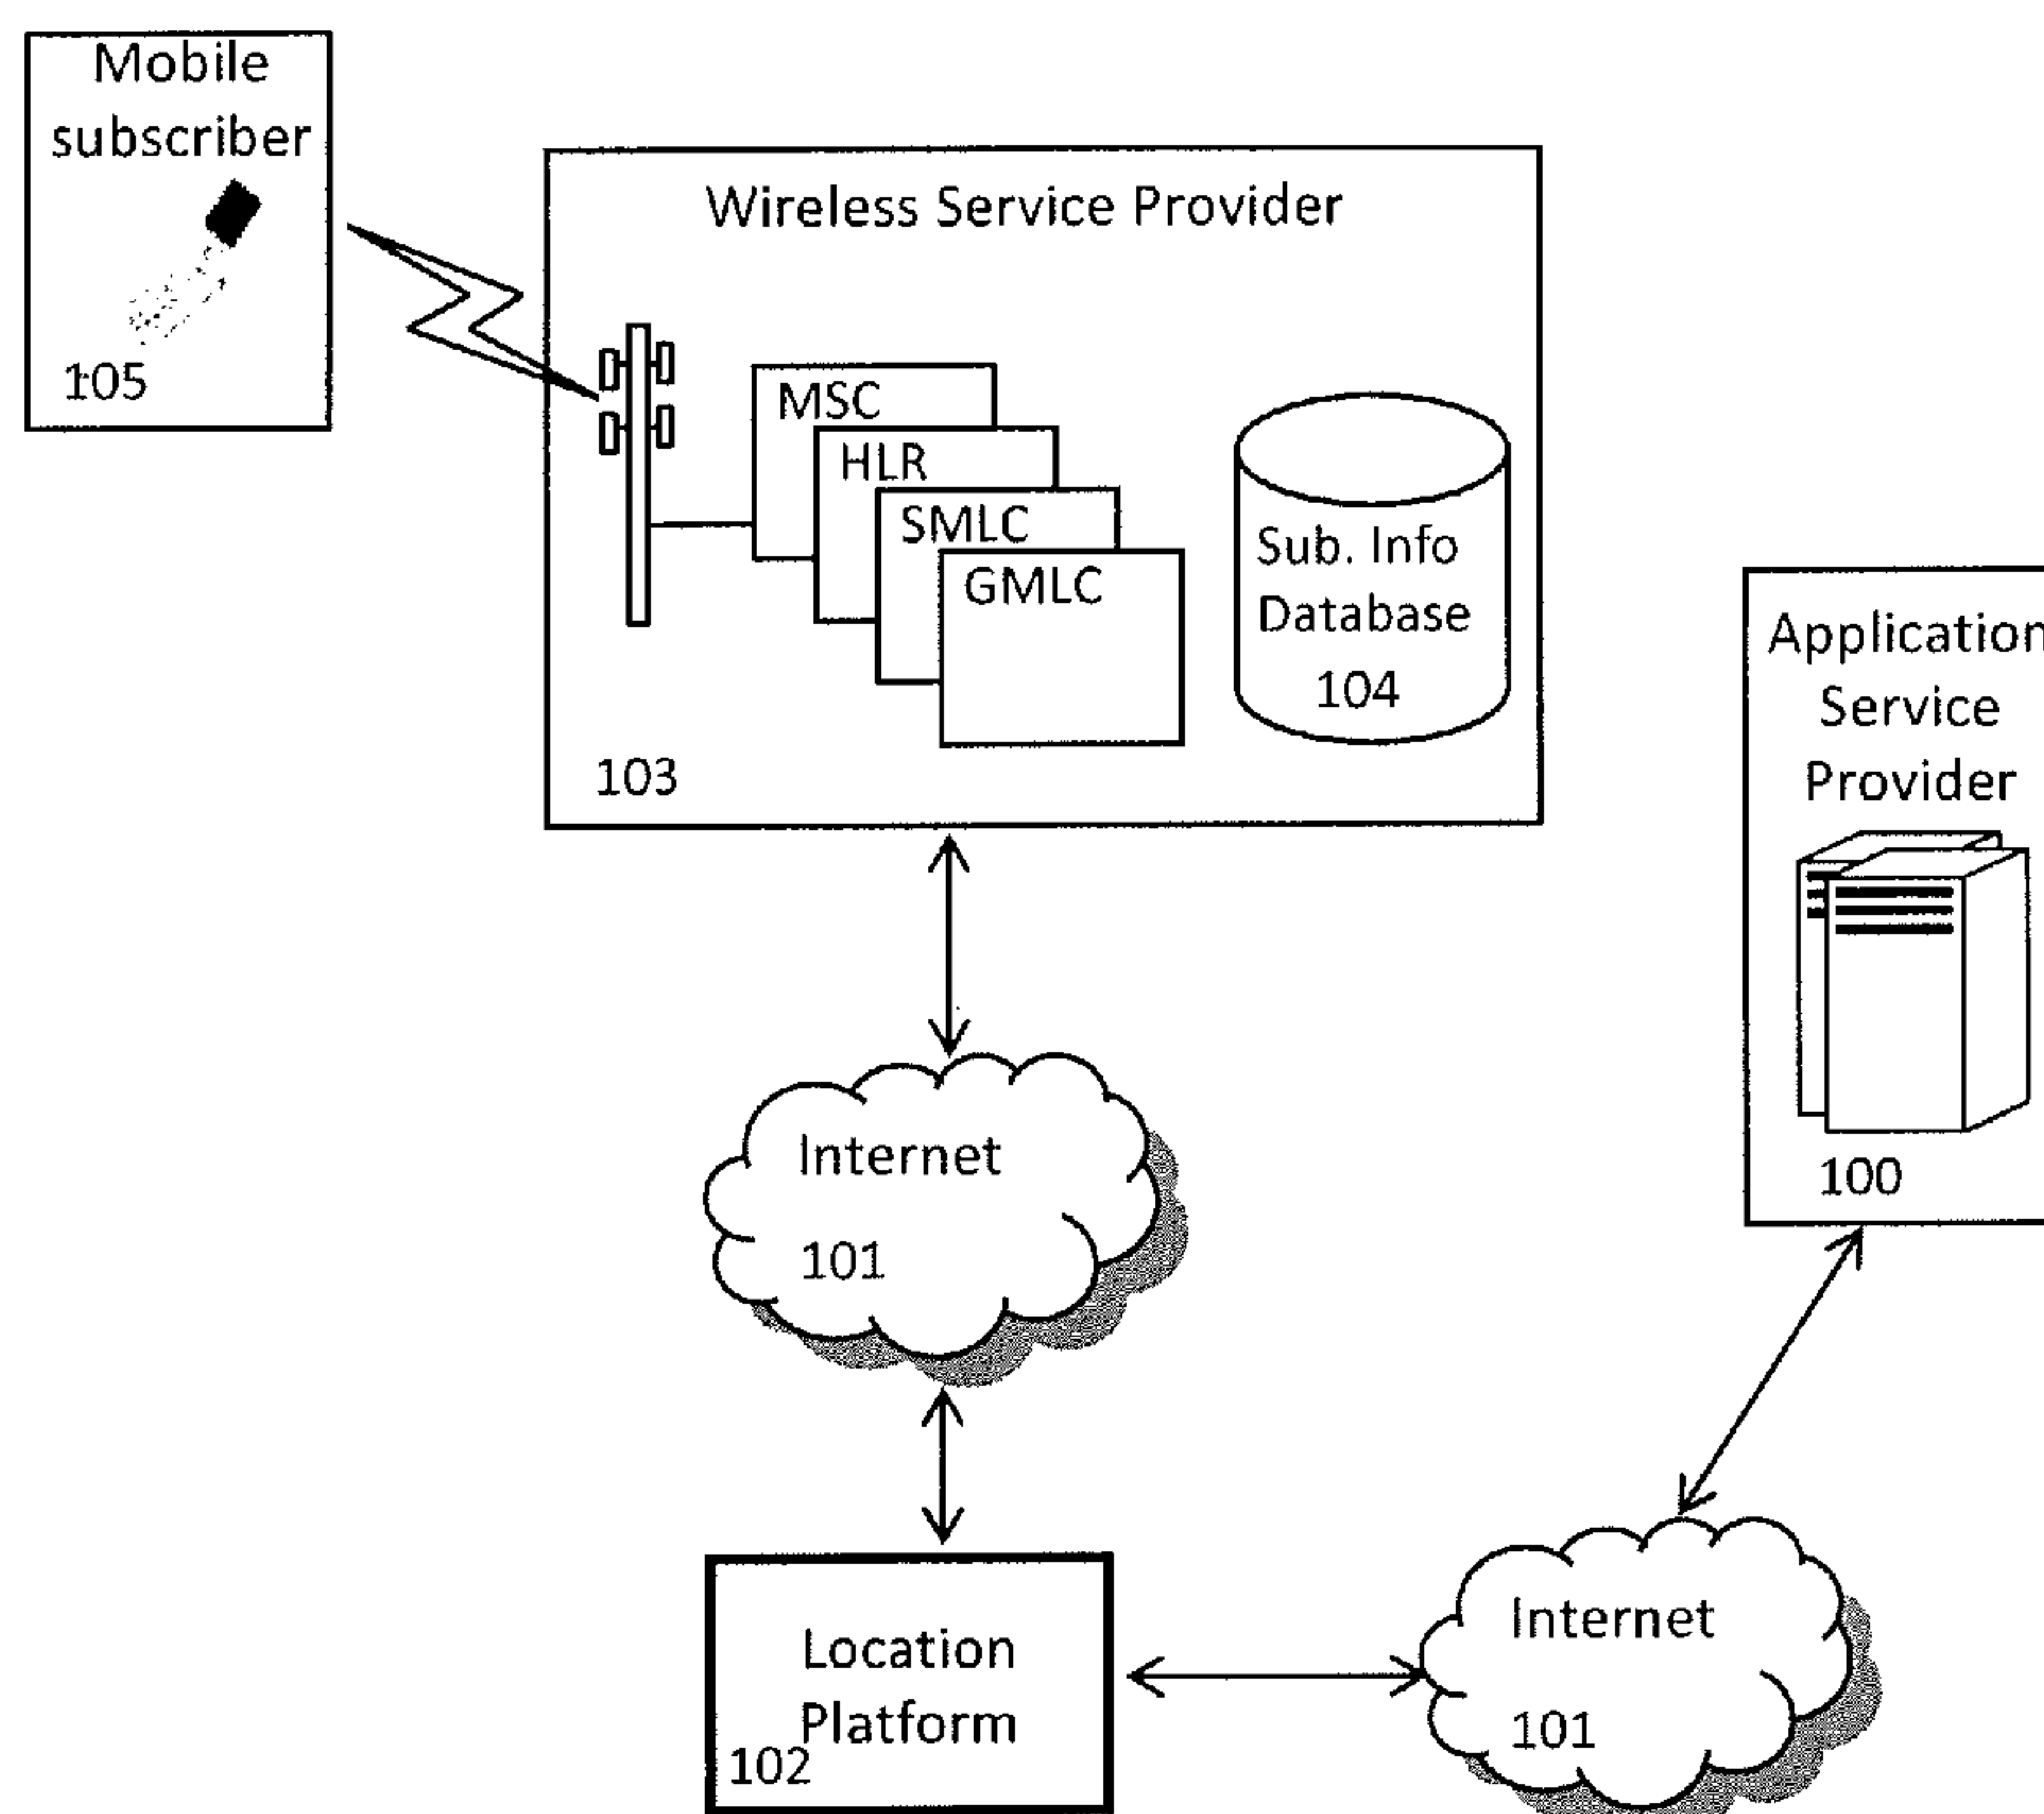 Mobile
subscriber
105
Wireless Service Provider
MSC
HLR
SMLC
GMLC
Sub. Info
Database
104
103
Application
Service
Provider
100
Internet
101
Location
Platform
102
Internet
101